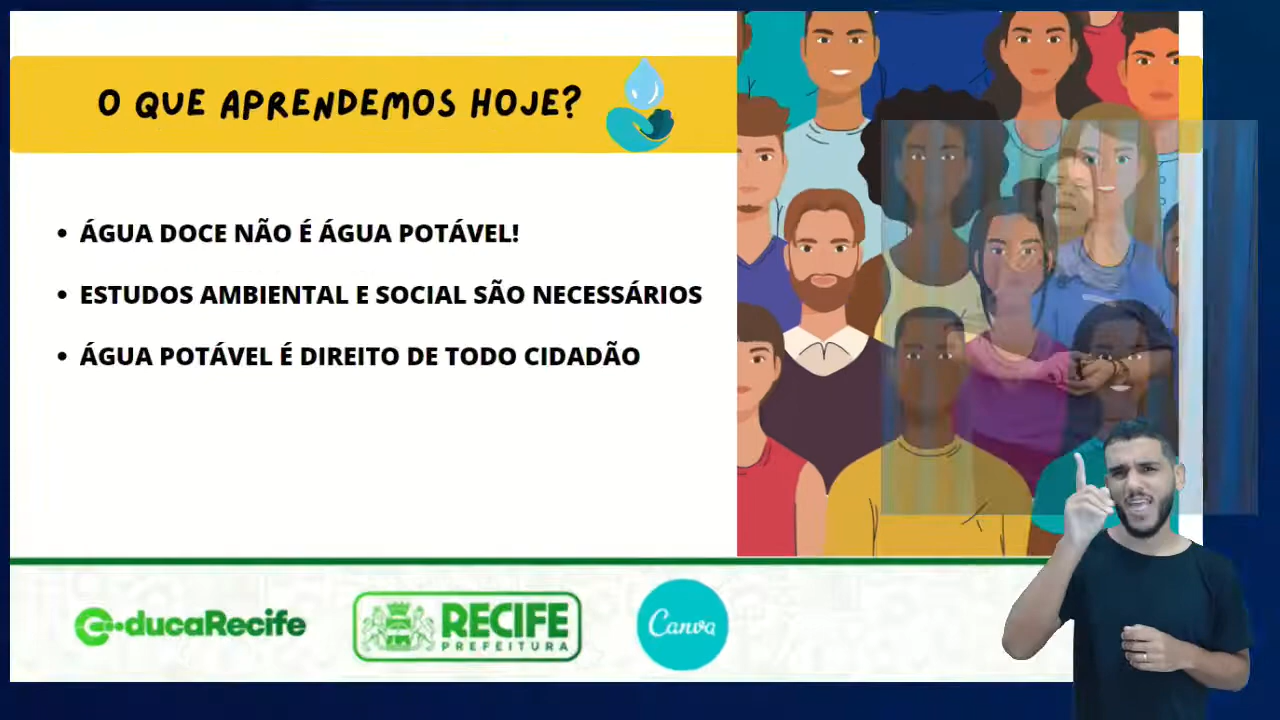 O QUE APRENDEMOS HOJE?
• ÁGUA DOCE NÃO É ÁGUA POTÁVEL!
• ESTUDOS AMBIENTAL E SOCIAL SÃO NECESSÁRIOS
• ÁGUA POTÁVEL É DIREITO DE TODO CIDADÃO
educaRecife
RECIFE
PREFEITURA
Canva